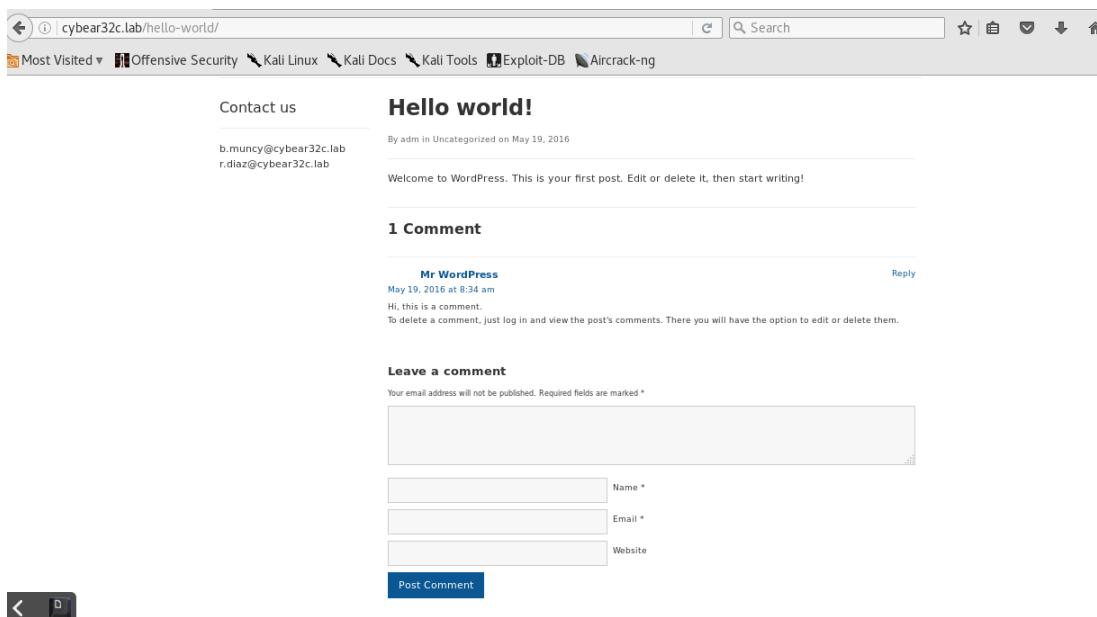 cybear32c.lab/hello-world/
Search
Most Visited Offensive Security Kali Linux Kali Docs Kali Tools Exploit-DB Aircrack-ng
Contact us
b.muncy@cybear32c.lab
r.diaz@cybear32c.lab
Hello world!
By adm in Uncategorized on May 19, 2016
Welcome to WordPress. This is your first post. Edit or delete it, then start writing!
1 Comment
Mr WordPress
Reply
May 19, 2016 at 8:34 am
Hi, this is a comment.
To delete a comment, just log in and view the post's comments. There you will have the option to edit or delete them.
Leave a comment
Your email address will not be published. Required fields are marked *
Name *
Email *
Website
Post Comment